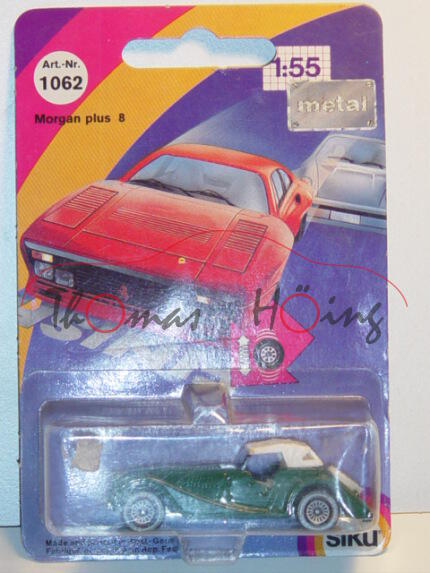 Art.-Nr.
1062
1:55
metal
Morgan plus 8
Thomas Höing
SIKU